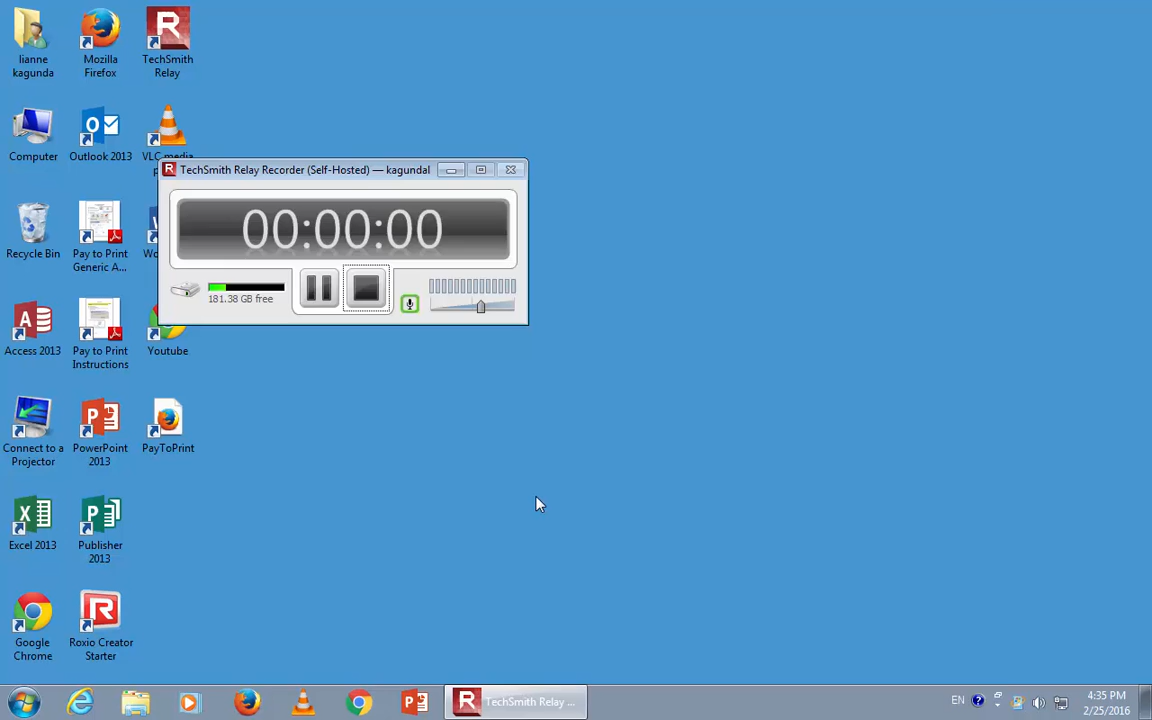 lianne
kagunda
Mozilla
Firefox
TechSmith
Relay
Computer
Outlook 2013
VLC media
TechSmith Relay Recorder (Self-Hosted) — kagundal
00:00:00
181.38 GB free
Recycle Bin
Pay to Print
Generic A...
Access 2013
Pay to Print
Instructions
Youtube
Connect to a
Projector
PowerPoint
2013
PayToPrint
Excel 2013
Publisher
2013
Google
Chrome
Roxio Creator
Starter
TechSmith Relay ...
EN
4:35 PM
2/25/2016